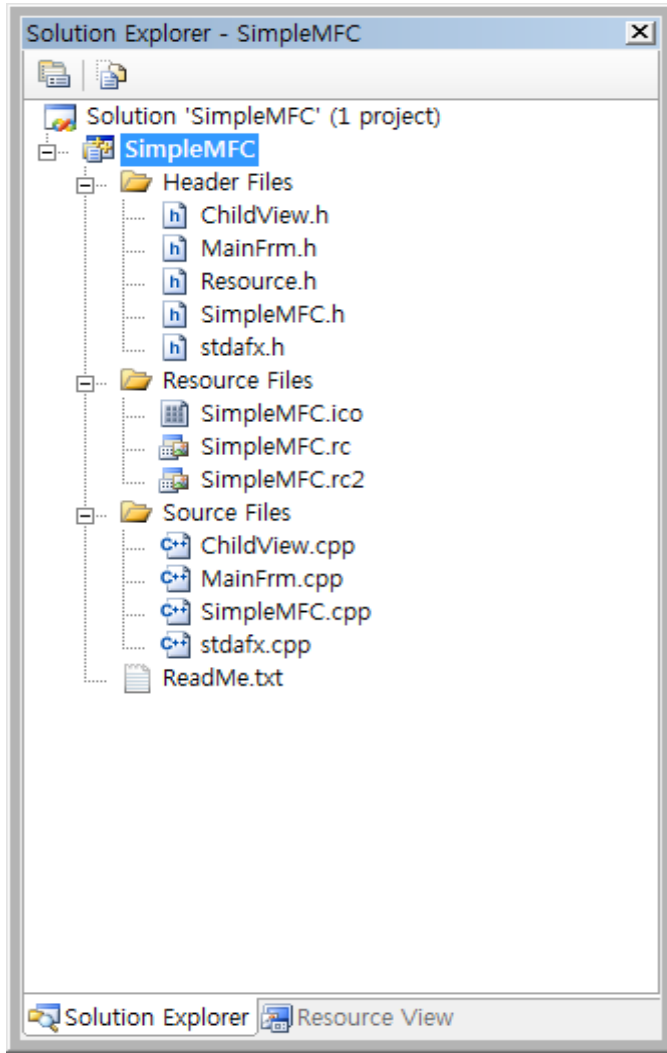 Solution Explorer - SimpleMFC
Solution 'SimpleMFC' (1 project)
SimpleMFC
Header Files
h ChildView.h
h MainFrm.h
h Resource.h
h SimpleMFC.h
h stdafx.h
Resource Files
SimpleMFC.ico
SimpleMFC.rc
SimpleMFC.rc2
Source Files
C++ ChildView.cpp
C++ MainFrm.cpp
C++ SimpleMFC.cpp
C++ stdafx.cpp
ReadMe.txt
Solution Explorer Resource View